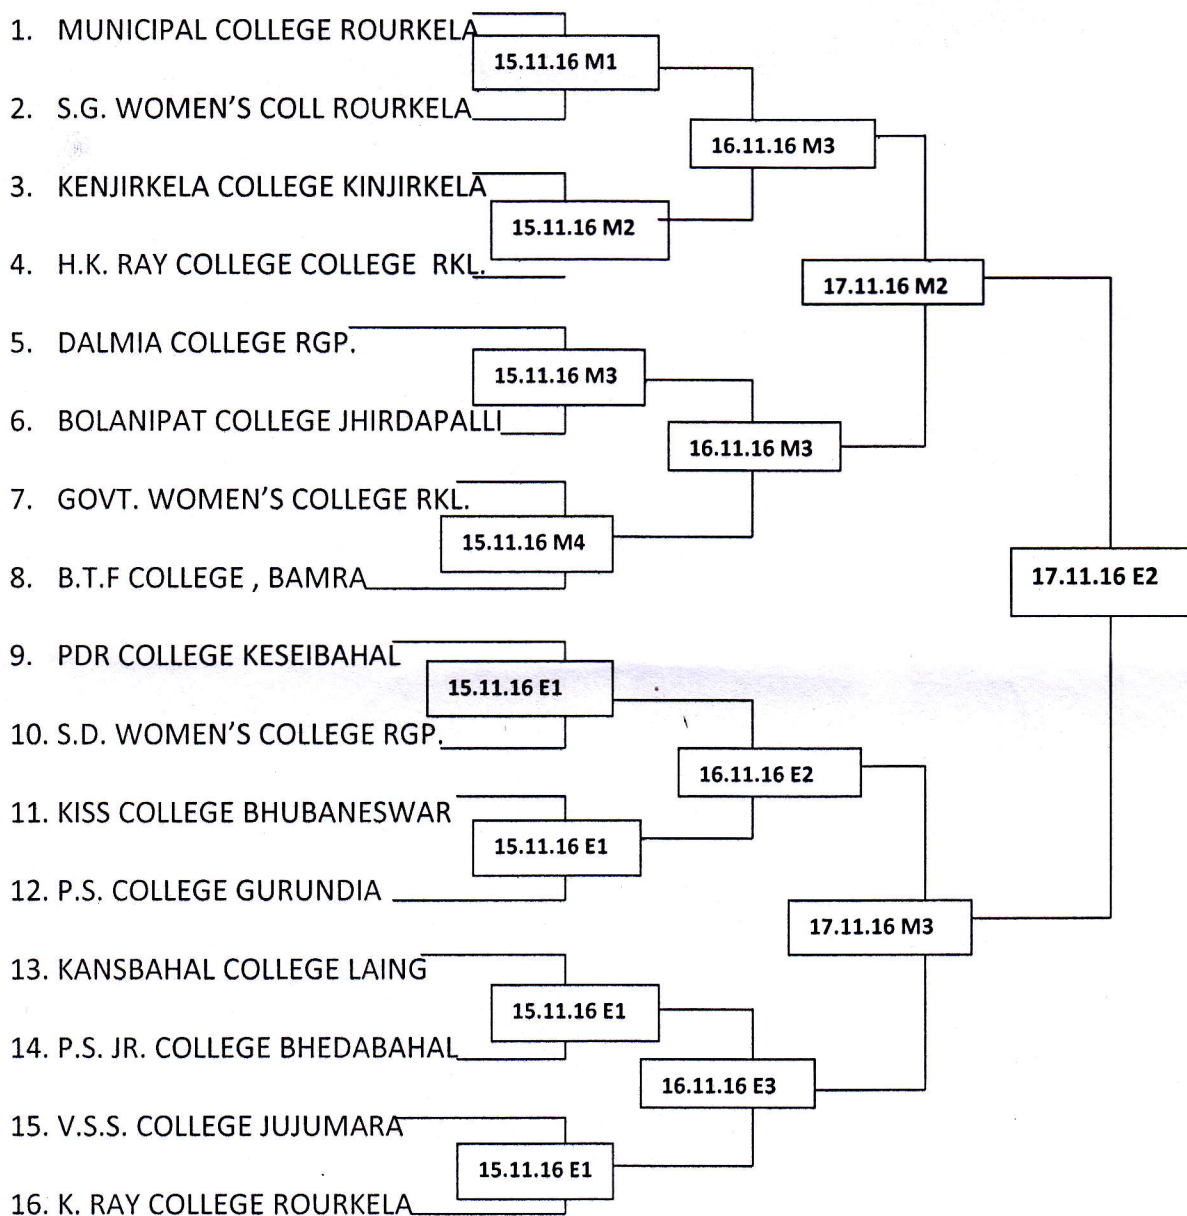 1. MUNICIPAL COLLEGE ROURKELA
15.11.16 M1
2. S.G. WOMEN'S COLL ROURKELA
16.11.16 M3
3. KENJIRKELA COLLEGE KINJIRKELA
15.11.16 M2
4. H.K. RAY COLLEGE COLLEGE RKL.
17.11.16 M2
5. DALMIA COLLEGE RGP.
15.11.16 M3
6. BOLANIPAT COLLEGE JHIRDAPALLI
16.11.16 M3
7. GOVT. WOMEN'S COLLEGE RKL.
15.11.16 M4
8. B.T.F COLLEGE , BAMRA
17.11.16 E2
9. PDR COLLEGE KESEIBAHAL
15.11.16 E1
10. S.D. WOMEN'S COLLEGE RGP.
16.11.16 E2
11. KISS COLLEGE BHUBANESWAR
15.11.16 E1
12. P.S. COLLEGE GURUNDIA
17.11.16 M3
13. KANSBAHAL COLLEGE LAING
15.11.16 E1
14. P.S. JR. COLLEGE BHEDABAHAL
16.11.16 E3
15. V.S.S. COLLEGE JUJUMARA
15.11.16 E1
16. K. RAY COLLEGE ROURKELA